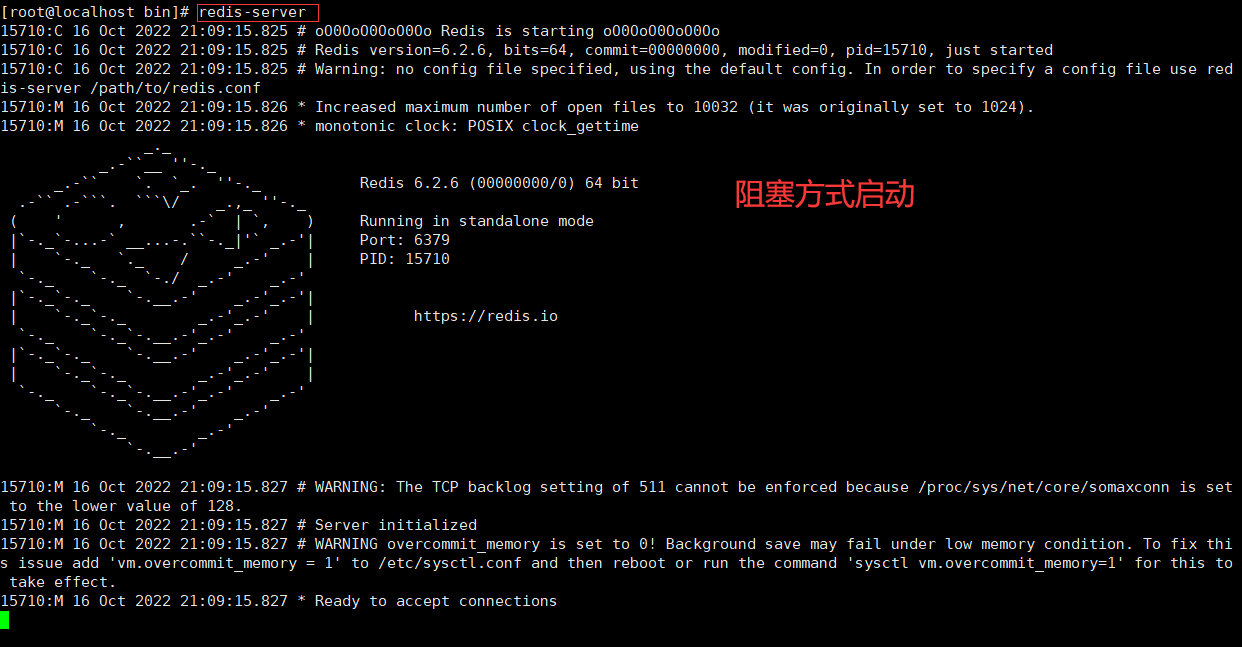 [root@localhost bin]# redis-server
15710:C 16 Oct 2022 21:09:15.825 # oO0OoO0OoO0Oo Redis is starting oO0OoO0OoO0Oo
15710:C 16 Oct 2022 21:09:15.825 # Redis version=6.2.6, bits=64, commit=00000000, modified=0, pid=15710, just started
15710:C 16 Oct 2022 21:09:15.825 # Warning: no config file specified, using the default config. In order to specify a config file use red
is-server /path/to/redis.conf
15710:M 16 Oct 2022 21:09:15.826 * Increased maximum number of open files to 10032 (it was originally set to 1024).
15710:M 16 Oct 2022 21:09:15.826 * monotonic clock: POSIX clock_gettime
Redis 6.2.6 (00000000/0) 64 bit
阻塞方式启动
Running in standalone mode
Port: 6379
PID: 15710
https://redis.io
15710:M 16 Oct 2022 21:09:15.827 # WARNING: The TCP backlog setting of 511 cannot be enforced because /proc/sys/net/core/somaxconn is set
to the lower value of 128.
15710:M 16 Oct 2022 21:09:15.827 # Server initialized
15710:M 16 Oct 2022 21:09:15.827 # WARNING overcommit_memory is set to 0! Background save may fail under low memory condition. To fix thi
s issue add 'vm.overcommit_memory = 1' to /etc/sysctl.conf and then reboot or run the command 'sysctl vm.overcommit_memory=1' for this to
take effect.
15710:M 16 Oct 2022 21:09:15.827 * Ready to accept connections